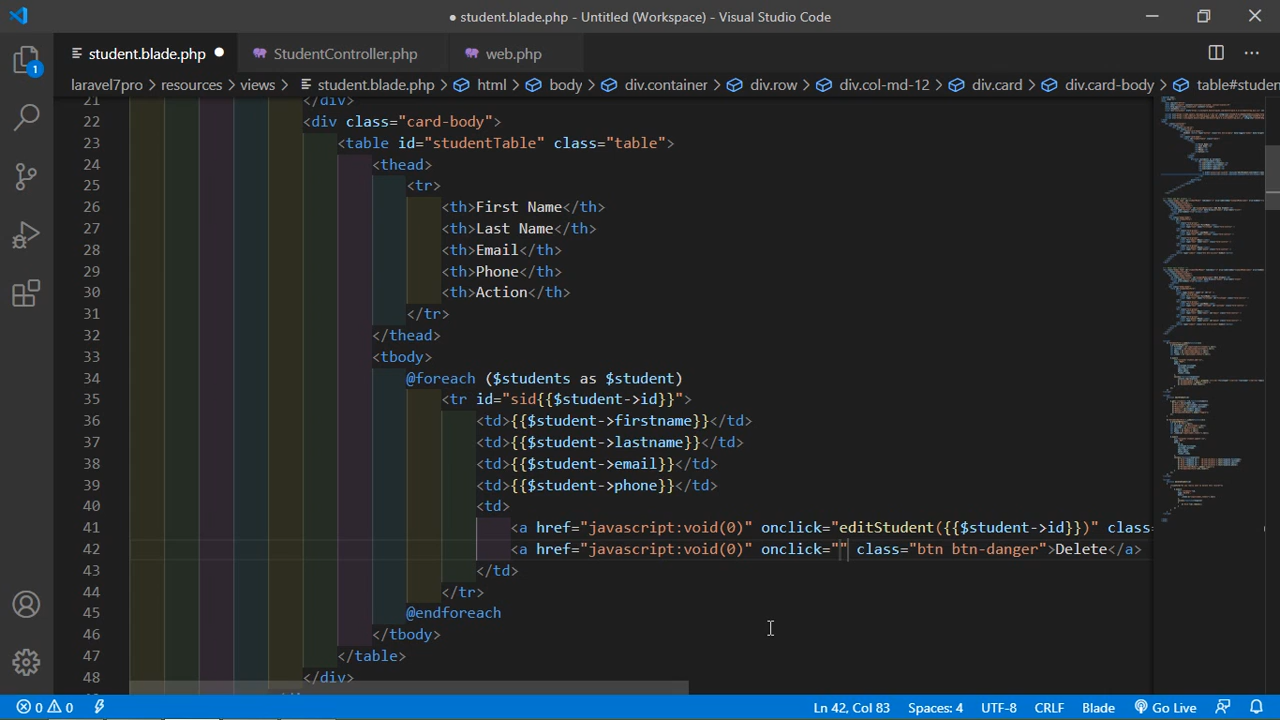 ● student.blade.php - Untitled (Workspace) - Visual Studio Code
student.blade.php ● StudentController.php web.php
1
laravel7pro > resources > views > student.blade.php > html > body > div.container > div.row > div.col-md-12 > div.card > div.card-body > table#studen
21 </div>
22 <div class="card-body">
23 <table id="studentTable" class="table">
24 <thead>
25 <tr>
26 <th>First Name</th>
27 <th>last Name</th>
28 <th>Email</th>
29 <th>Phone</th>
30 <th>Action</th>
31 </tr>
32 </thead>
33 <tbody>
34 @foreach ($students as $student)
35 <tr id="sid{{$student->id}}">
36 <td>{{$student->firstname}}</td>
37 <td>{{$student->lastname}}</td>
38 <td>{{$student->email}}</td>
39 <td>{{$student->phone}}</td>
40 <td>
41 <a href="javascript:void(0)" onclick="editStudent({{$student->id}})" class=
42 <a href="javascript:void(0)" onclick="" class="btn btn-danger">Delete</a>
43 </td>
44 </tr>
45 @endforeach
46 </tbody>
47 </table>
48 </div>
0 0 Ln 42, Col 83 Spaces: 4 UTF-8 CRLF Blade Go Live